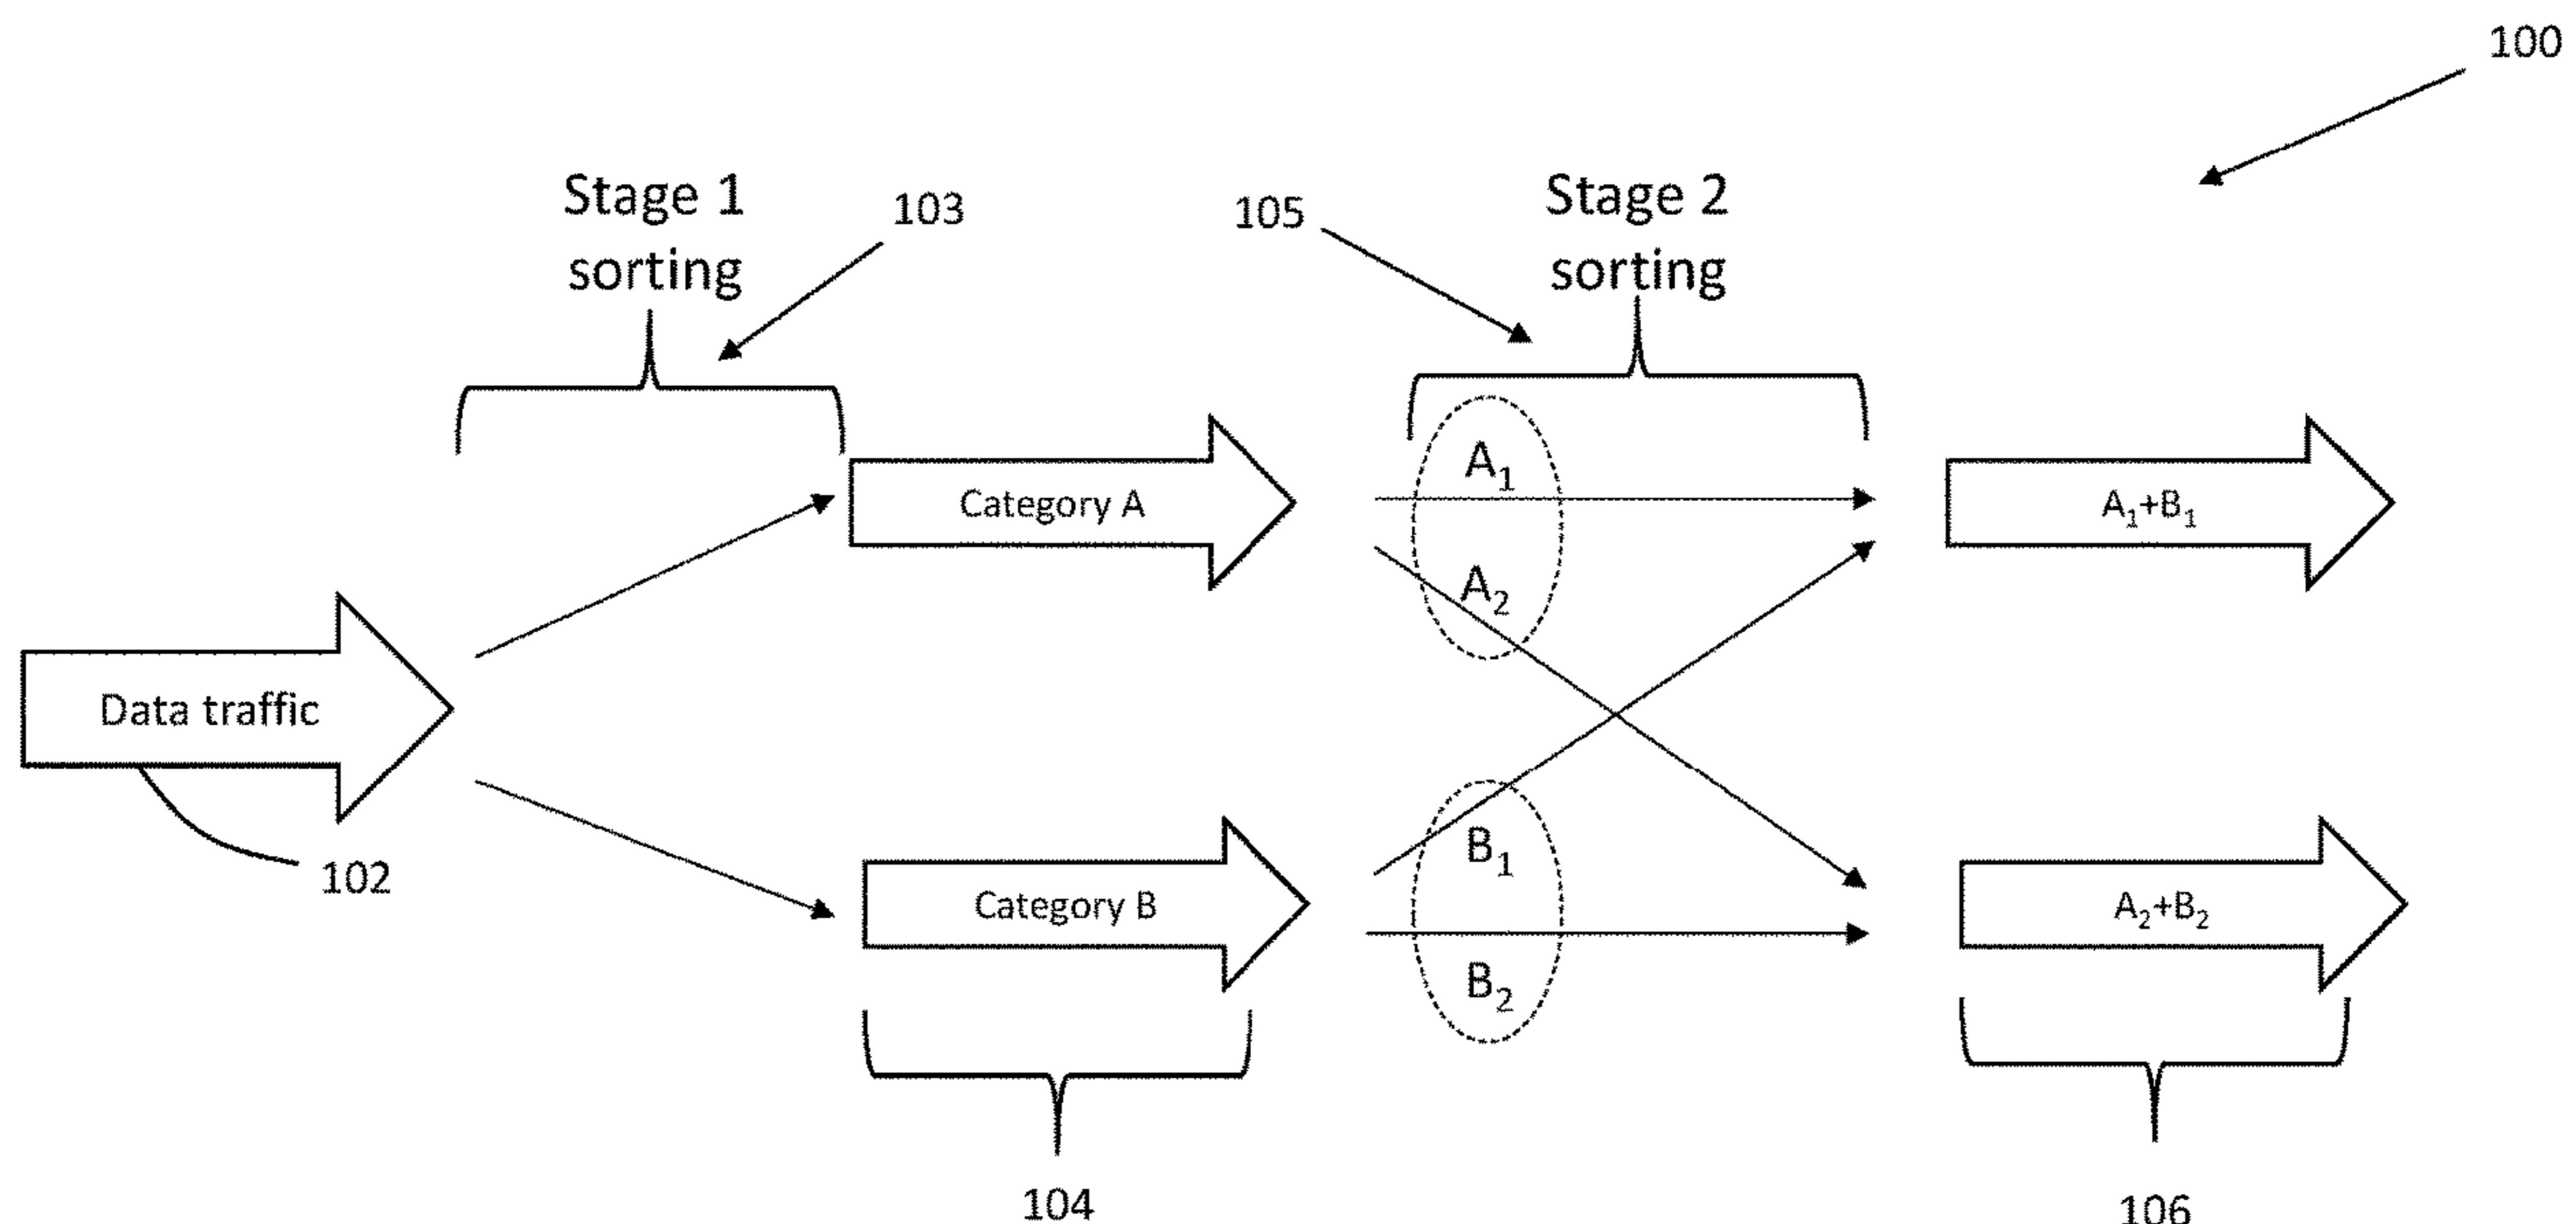 100
Stage 1
sorting
103
105
Stage 2
sorting
A₁
Category A
A₁+B₁
A₂
Data traffic
102
B₁
Category B
A₂+B₂
B₂
104
106